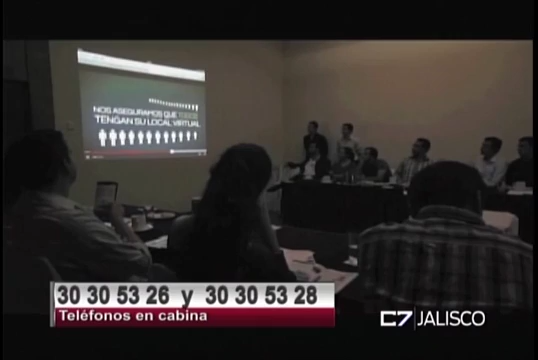 NOS ASEGURAMOS QUE TODOS
TENGAN SU LOCAL VIRTUAL
30 30 53 26 y 30 30 53 28
Teléfonos en cabina
C7 JALISCO